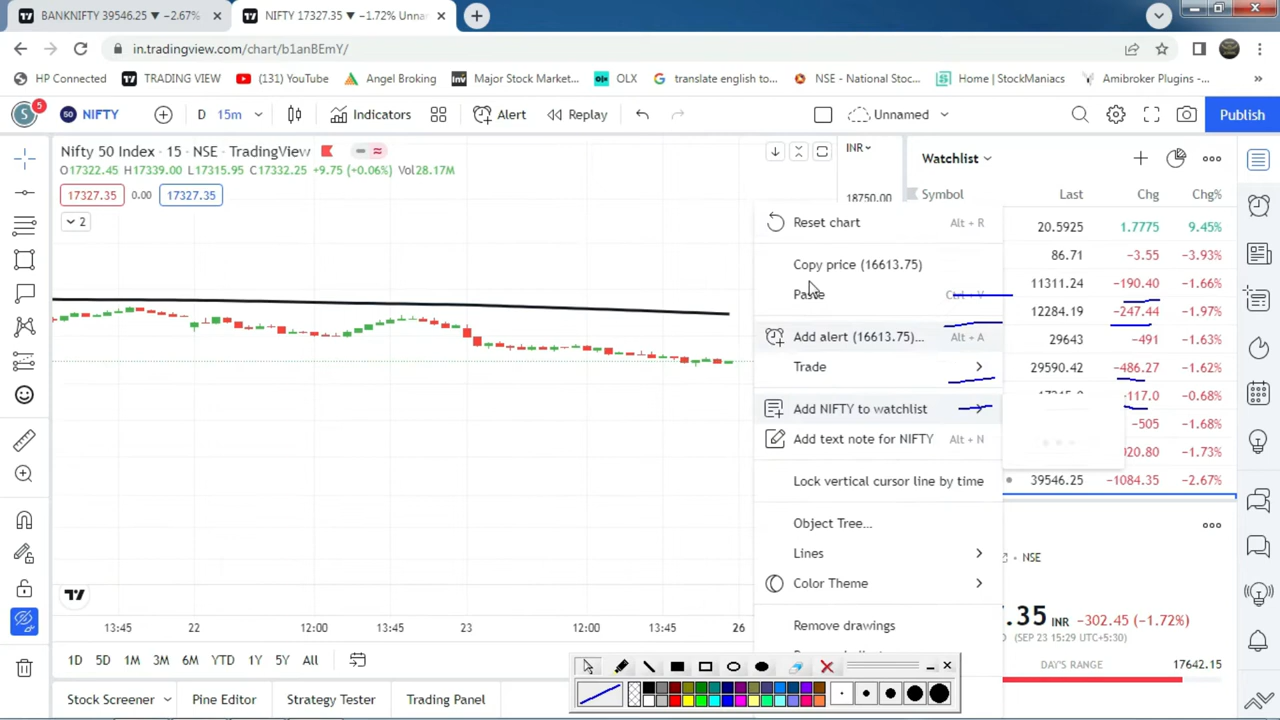 BANKNIFTY 39546.25 ▼ −2.67%
NIFTY 17327.35 ▼ −1.72% Unna
in.tradingview.com/chart/b1anBEmY/
HP Connected
TRADING VIEW
(131) YouTube
Angel Broking
Major Stock Market...
OLX
translate english to...
NSE - National Stoc...
Home | StockManiacs
Amibroker Plugins -...
S 5
50 NIFTY
D 15m
Indicators
Alert
Replay
Unnamed
Publish
Nifty 50 Index · 15 · NSE · TradingView
O17322.45 H17339.00 L17315.95 C17332.25 +9.75 (+0.06%) Vol28.17M
17327.35 0.00 17327.35
2
INR
18750.00
Watchlist
Symbol Last Chg Chg%
20.5925 1.7775 9.45%
86.71 −3.55 −3.93%
11311.24 −190.40 −1.66%
12284.19 −247.44 −1.97%
29643 −491 −1.63%
29590.42 −486.27 −1.62%
−117.0 −0.68%
−505 −1.68%
020.80 −1.73%
39546.25 −1084.35 −2.67%
Reset chart Alt + R
Copy price (16613.75)
Paste Ctrl + V
Add alert (16613.75)... Alt + A
Trade
Add NIFTY to watchlist
Add text note for NIFTY Alt + N
Lock vertical cursor line by time
Object Tree...
Lines
Color Theme
Remove drawings
NSE
7.35 INR −302.45 (−1.72%)
(SEP 23 15:29 UTC+5:30)
DAY'S RANGE 17642.15
13:45 22 12:00 13:45 23 12:00 13:45 26
1D 5D 1M 3M 6M YTD 1Y 5Y All
Stock Screener
Pine Editor
Strategy Tester
Trading Panel